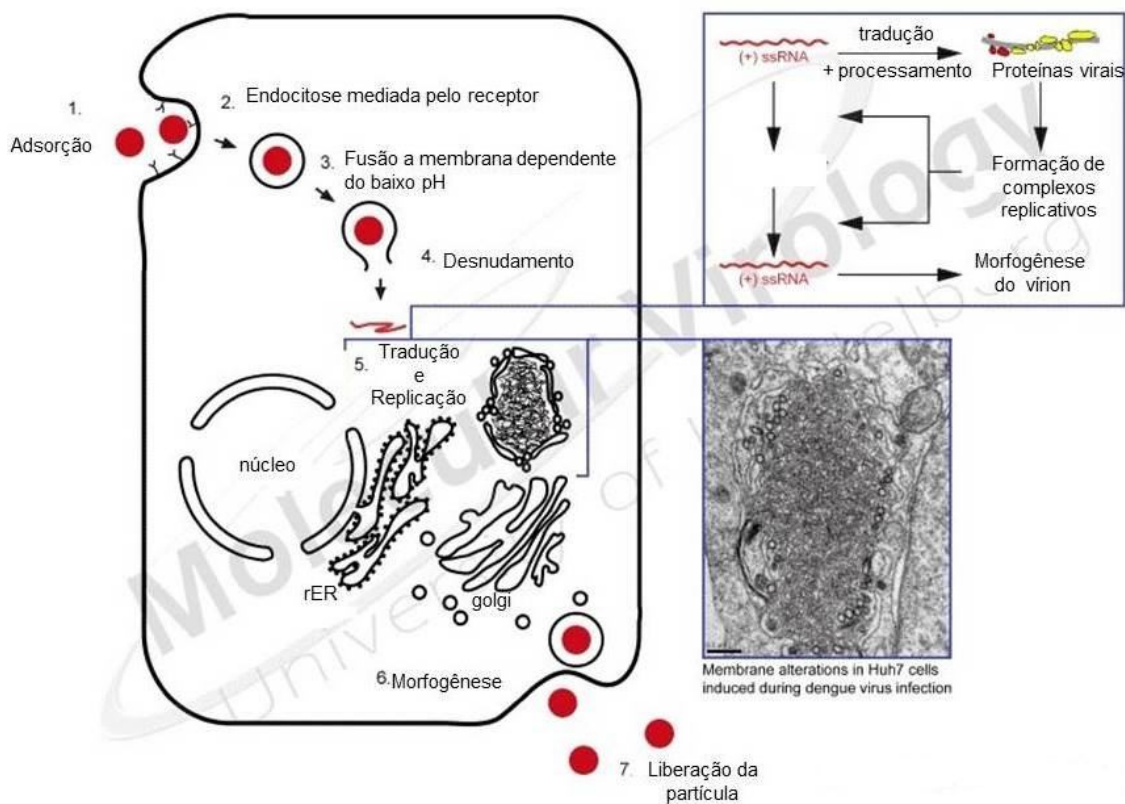 1.
Adsorção
2. Endocitose mediada pelo receptor
3. Fusão a membrana dependente
do baixo pH
4. Desnudamento
5. Tradução
e
Replicação
núcleo
rER
golgi
6. Morfogênese
7. Liberação da
partícula
(+) ssRNA
tradução
+ processamento
Proteínas virais
Formação de
complexos
replicativos
(+) ssRNA
Morfogênese
do vírion
Membrane alterations in Huh7 cells
induced during dengue virus infection
Molecular Virology